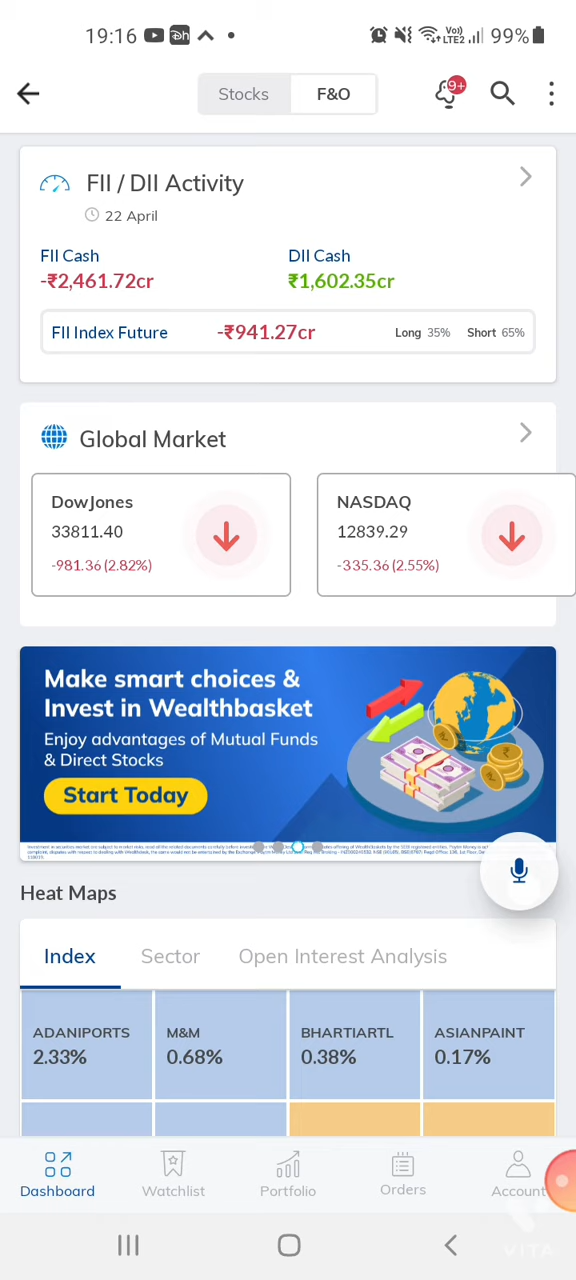 19:16 Vo)) LTE2 99%
Stocks F&O 9+
FII / DII Activity
22 April
FII Cash DII Cash
-₹2,461.72cr ₹1,602.35cr
FII Index Future -₹941.27cr Long 35% Short 65%
Global Market
DowJones NASDAQ
33811.40 12839.29
-981.36 (2.82%) -335.36 (2.55%)
Make smart choices &
Invest in Wealthbasket
Enjoy advantages of Mutual Funds
& Direct Stocks
Start Today
Heat Maps
Index Sector Open Interest Analysis
ADANIPORTS M&M BHARTIARTL ASIANPAINT
2.33% 0.68% 0.38% 0.17%
Dashboard Watchlist Portfolio Orders Account
VITA